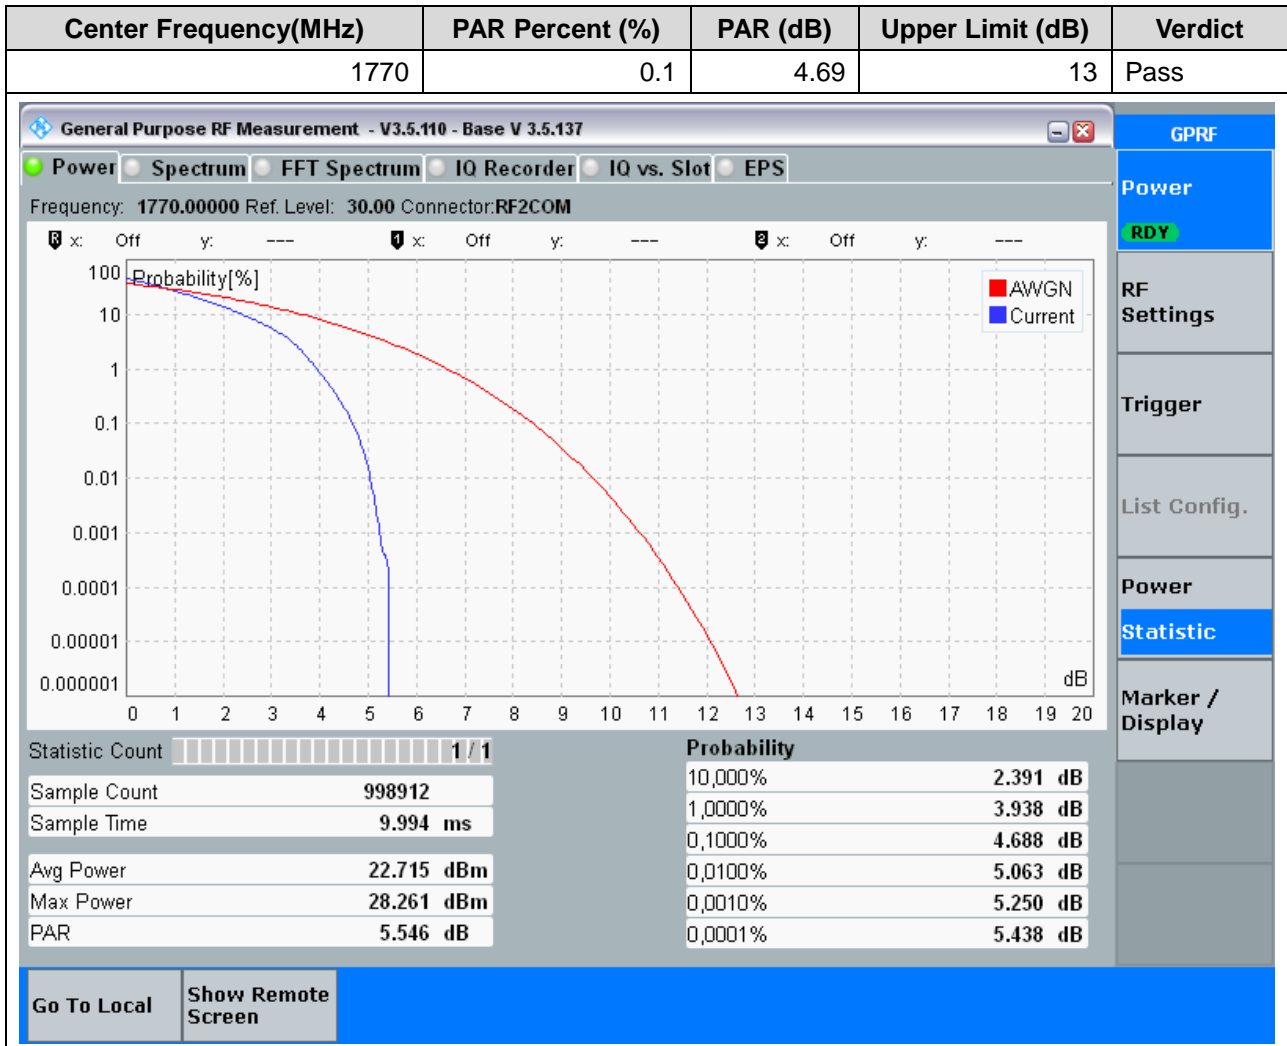 Center Frequency(MHz) PAR Percent (%) PAR (dB) Upper Limit (dB) Verdict
1770 0.1 4.69 13 Pass
General Purpose RF Measurement - V3.5.110 - Base V 3.5.137
GPRF
Power Spectrum FFT Spectrum IQ Recorder IQ vs. Slot EPS
Power
RDY
Frequency: 1770.00000 Ref. Level: 30.00 Connector:RF2COM
R x: Off y: --- 1 x: Off y: --- 2 x: Off y: ---
Probability[%]
AWGN
Current
100
10
1
0.1
0.01
0.001
0.0001
0.00001
0.000001
dB
0 1 2 3 4 5 6 7 8 9 10 11 12 13 14 15 16 17 18 19 20
RF
Settings
Trigger
List Config.
Power
Statistic
Marker /
Display
Statistic Count 1 / 1
Sample Count 998912
Sample Time 9.994 ms
Avg Power 22.715 dBm
Max Power 28.261 dBm
PAR 5.546 dB
Probability
10,000% 2.391 dB
1,0000% 3.938 dB
0,1000% 4.688 dB
0,0100% 5.063 dB
0,0010% 5.250 dB
0,0001% 5.438 dB
Go To Local
Show Remote
Screen